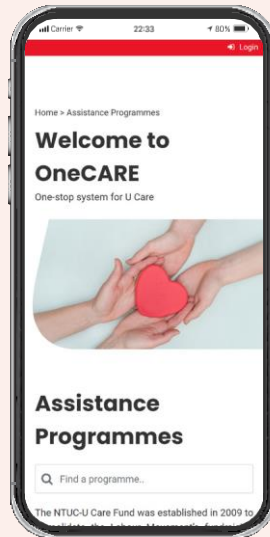 Carrier 22:33 80%
Login
Home > Assistance Programmes
Welcome to
OneCARE
One-stop system for U Care
Assistance
Programmes
Find a programme..
The NTUC-U Care Fund was established in 2009 to